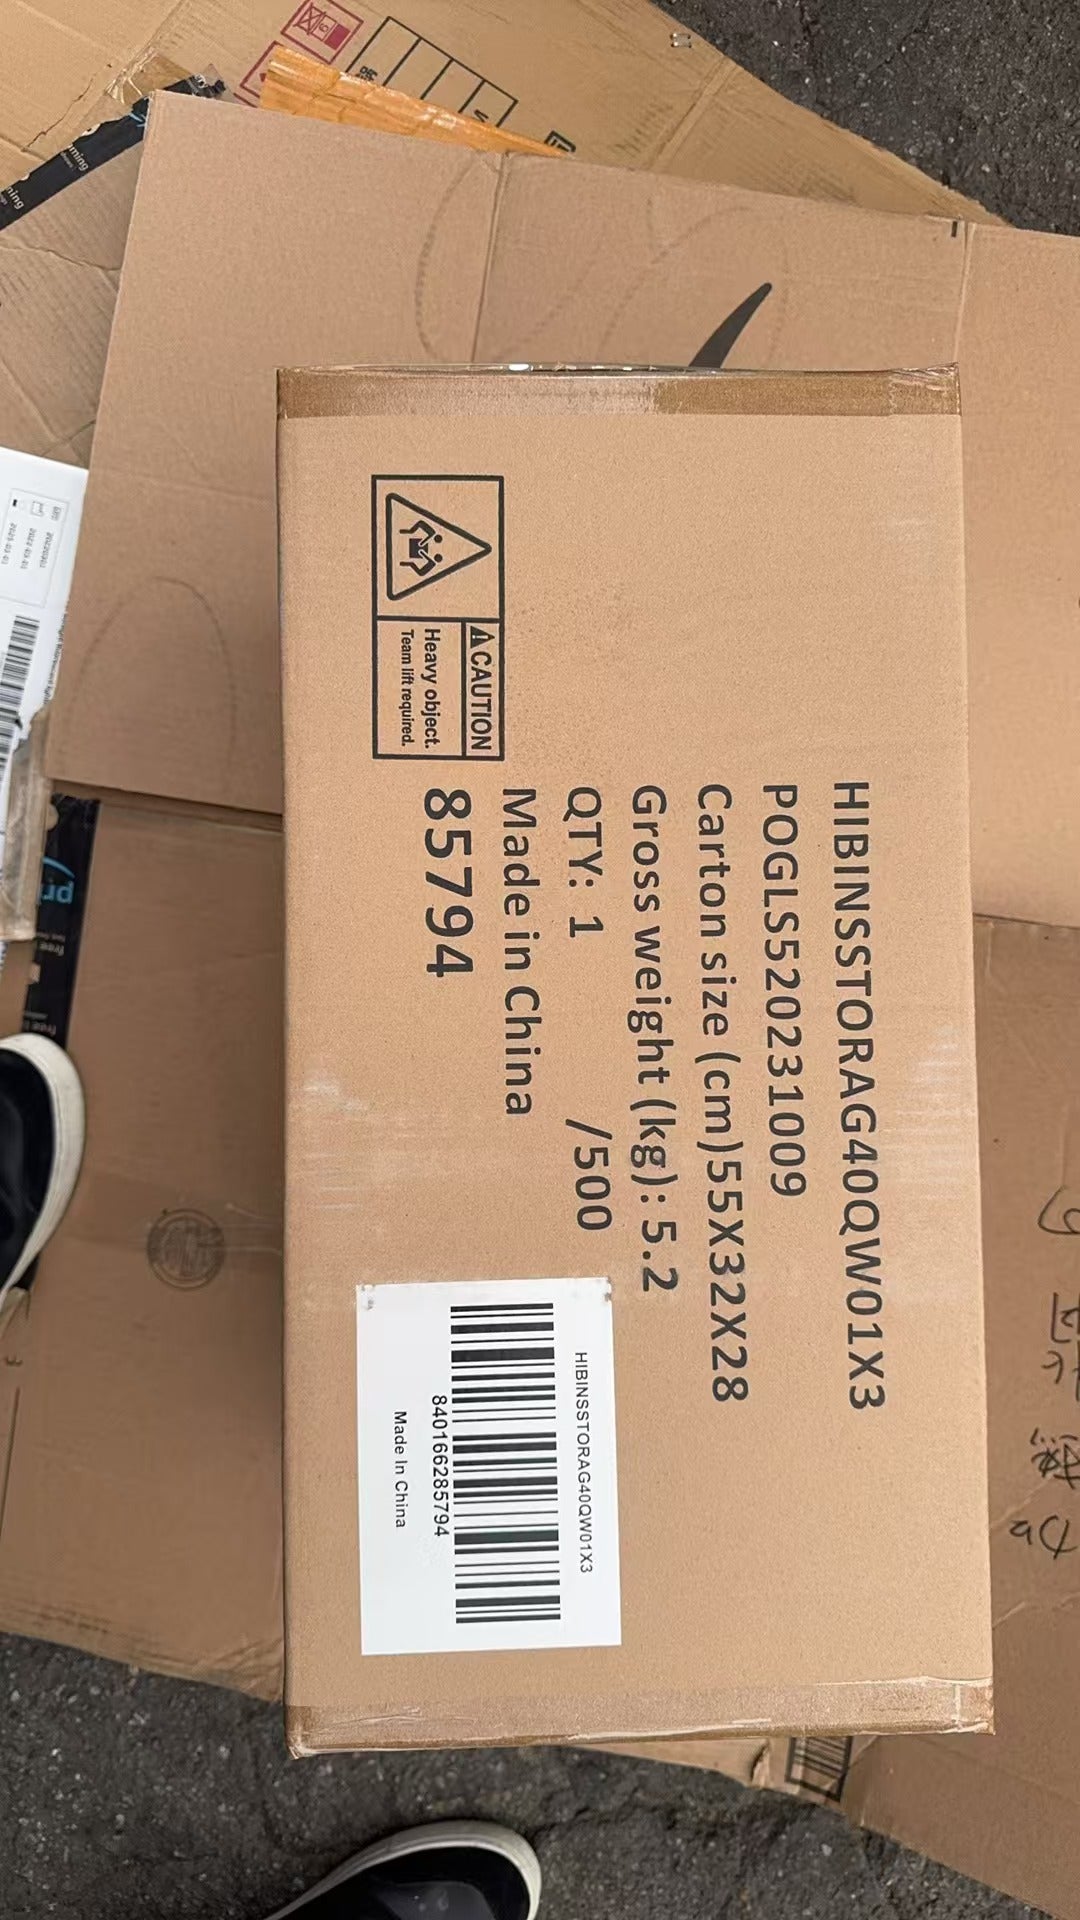 HIBINSSTORAG40QW01X3
POGLS520231009
Carton size (cm)55X32X28
Gross weight (kg): 5.2
QTY: 1 /500
Made in China
85794
CAUTION
Heavy object.
Team lift required.
HIBINSSTORAG40QW01X3
840166285794
Made In China